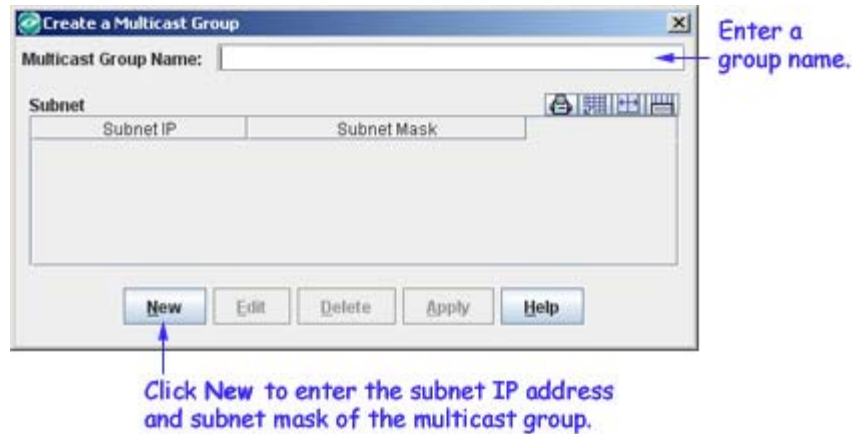 Create a Multicast Group
Enter a
group name.
Multicast Group Name:
Subnet
Subnet IP Subnet Mask
New Edit Delete Apply Help
Click New to enter the subnet IP address
and subnet mask of the multicast group.